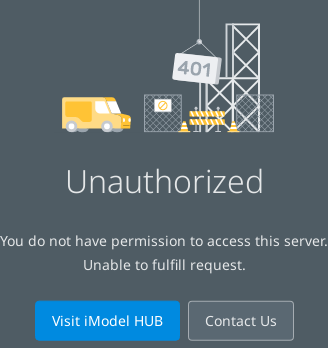 401
Unauthorized
You do not have permission to access this server.
Unable to fulfill request.
Visit iModel HUB
Contact Us